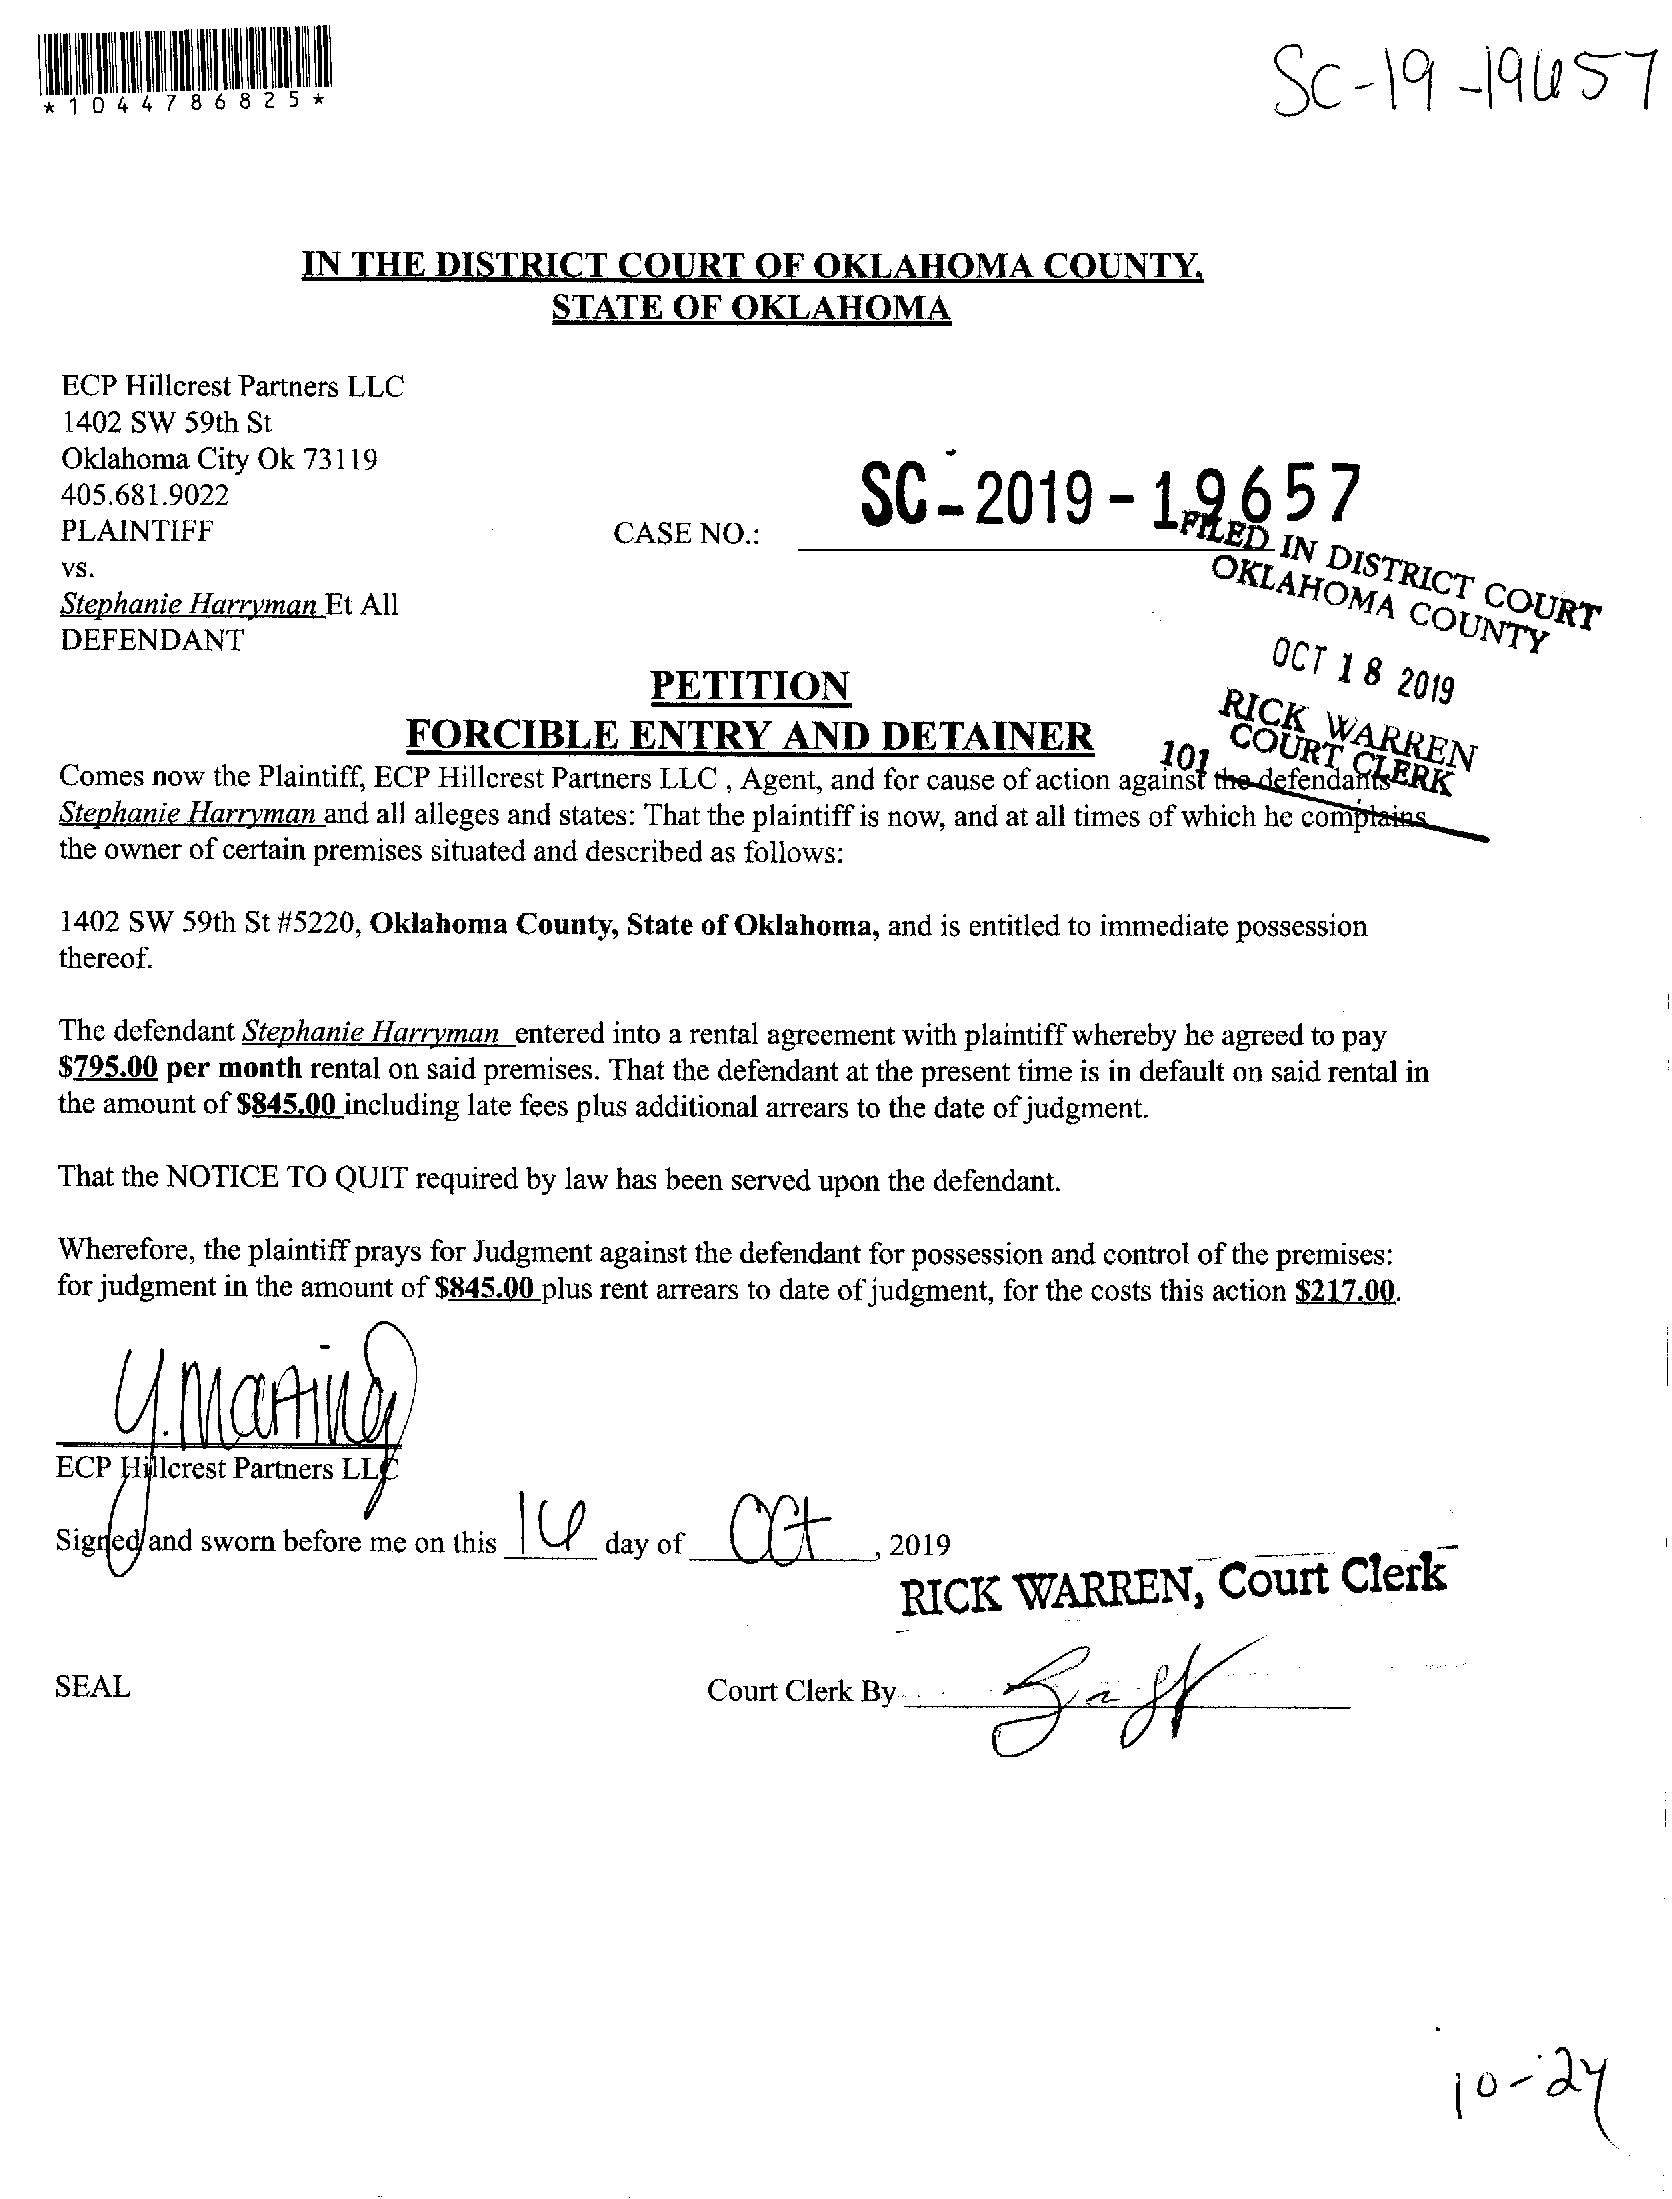 *1044786825*
SC-19-19657
IN THE DISTRICT COURT OF OKLAHOMA COUNTY,
STATE OF OKLAHOMA
ECP Hillcrest Partners LLC
1402 SW 59th St
Oklahoma City Ok 73119
405.681.9022
PLAINTIFF
CASE NO.: SC-2019-19657
vs.
Stephanie Harryman Et All
DEFENDANT
FILED IN DISTRICT COURT
OKLAHOMA COUNTY
OCT 18 2019
RICK WARREN
COURT CLERK
101
PETITION
FORCIBLE ENTRY AND DETAINER
Comes now the Plaintiff, ECP Hillcrest Partners LLC , Agent, and for cause of action against the defendants
Stephanie Harryman and all alleges and states: That the plaintiff is now, and at all times of which he complains
the owner of certain premises situated and described as follows:
1402 SW 59th St #5220, Oklahoma County, State of Oklahoma, and is entitled to immediate possession
thereof.
The defendant Stephanie Harryman entered into a rental agreement with plaintiff whereby he agreed to pay
$795.00 per month rental on said premises. That the defendant at the present time is in default on said rental in
the amount of $845.00 including late fees plus additional arrears to the date of judgment.
That the NOTICE TO QUIT required by law has been served upon the defendant.
Wherefore, the plaintiff prays for Judgment against the defendant for possession and control of the premises:
for judgment in the amount of $845.00 plus rent arrears to date of judgment, for the costs this action $217.00.
ECP Hillcrest Partners LLC
Signed and sworn before me on this 16 day of Oct, 2019
RICK WARREN, Court Clerk
SEAL
Court Clerk By
10-24